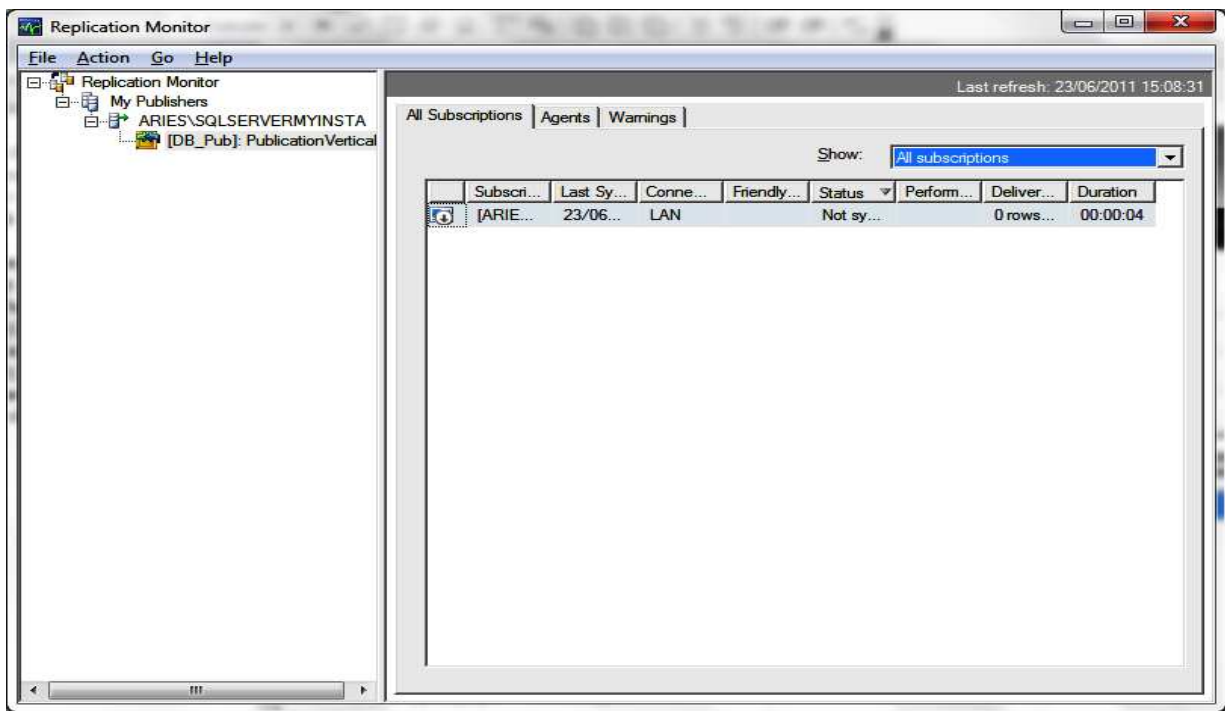 Replication Monitor
File Action Go Help
Replication Monitor
My Publishers
ARIES\SQLSERVERMYINSTA
[DB_Pub]: PublicationVertical
Last refresh: 23/06/2011 15:08:31
All Subscriptions Agents Warnings
Show: All subscriptions
Subscri... Last Sy... Conne... Friendly... Status Perform... Deliver... Duration
[ARIE... 23/06... LAN Not sy... 0 rows... 00:00:04